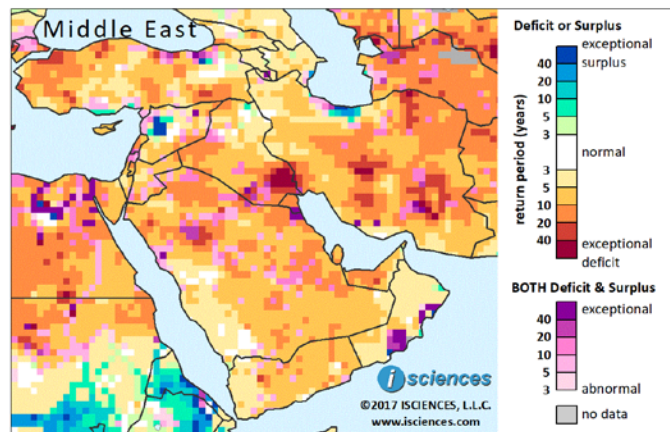 Middle East
Deficit or Surplus
return period (years)
exceptional
surplus
40
20
10
5
3
normal
3
5
10
20
40
exceptional
deficit
BOTH Deficit & Surplus
exceptional
40
20
10
5
3
abnormal
no data
i sciences
©2017 ISCIENCES, L.L.C.
www.isciences.com